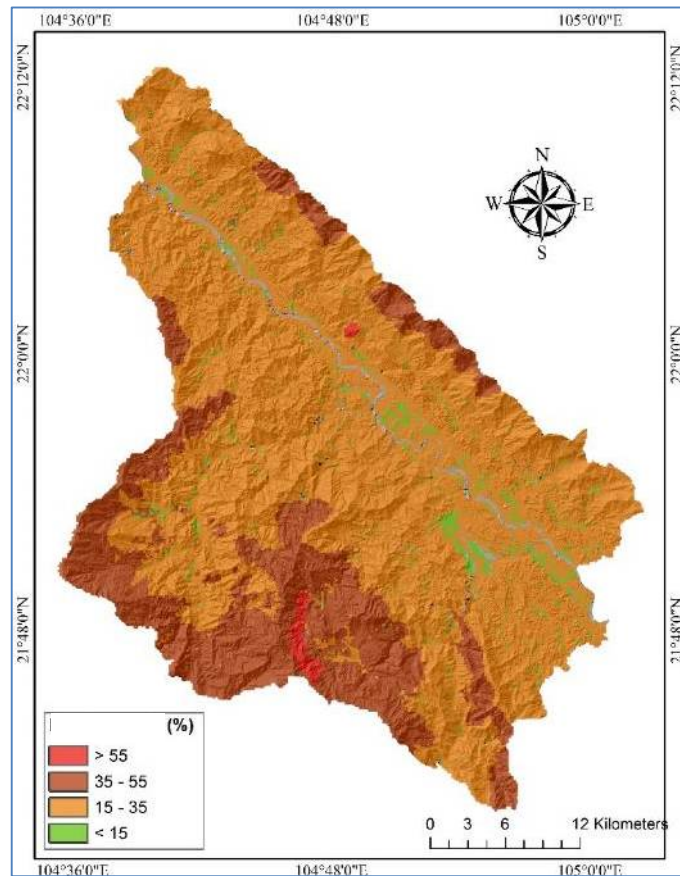 104°36'0"E 104°48'0"E 105°0'0"E
22°12'0"N 22°12'0"N
N
W E
S
22°0'0"N 22°0'0"N
21°48'0"N 21°48'0"N
(%)
> 55
35 - 55
15 - 35
< 15
0 3 6 12 Kilometers
104°36'0"E 104°48'0"E 105°0'0"E